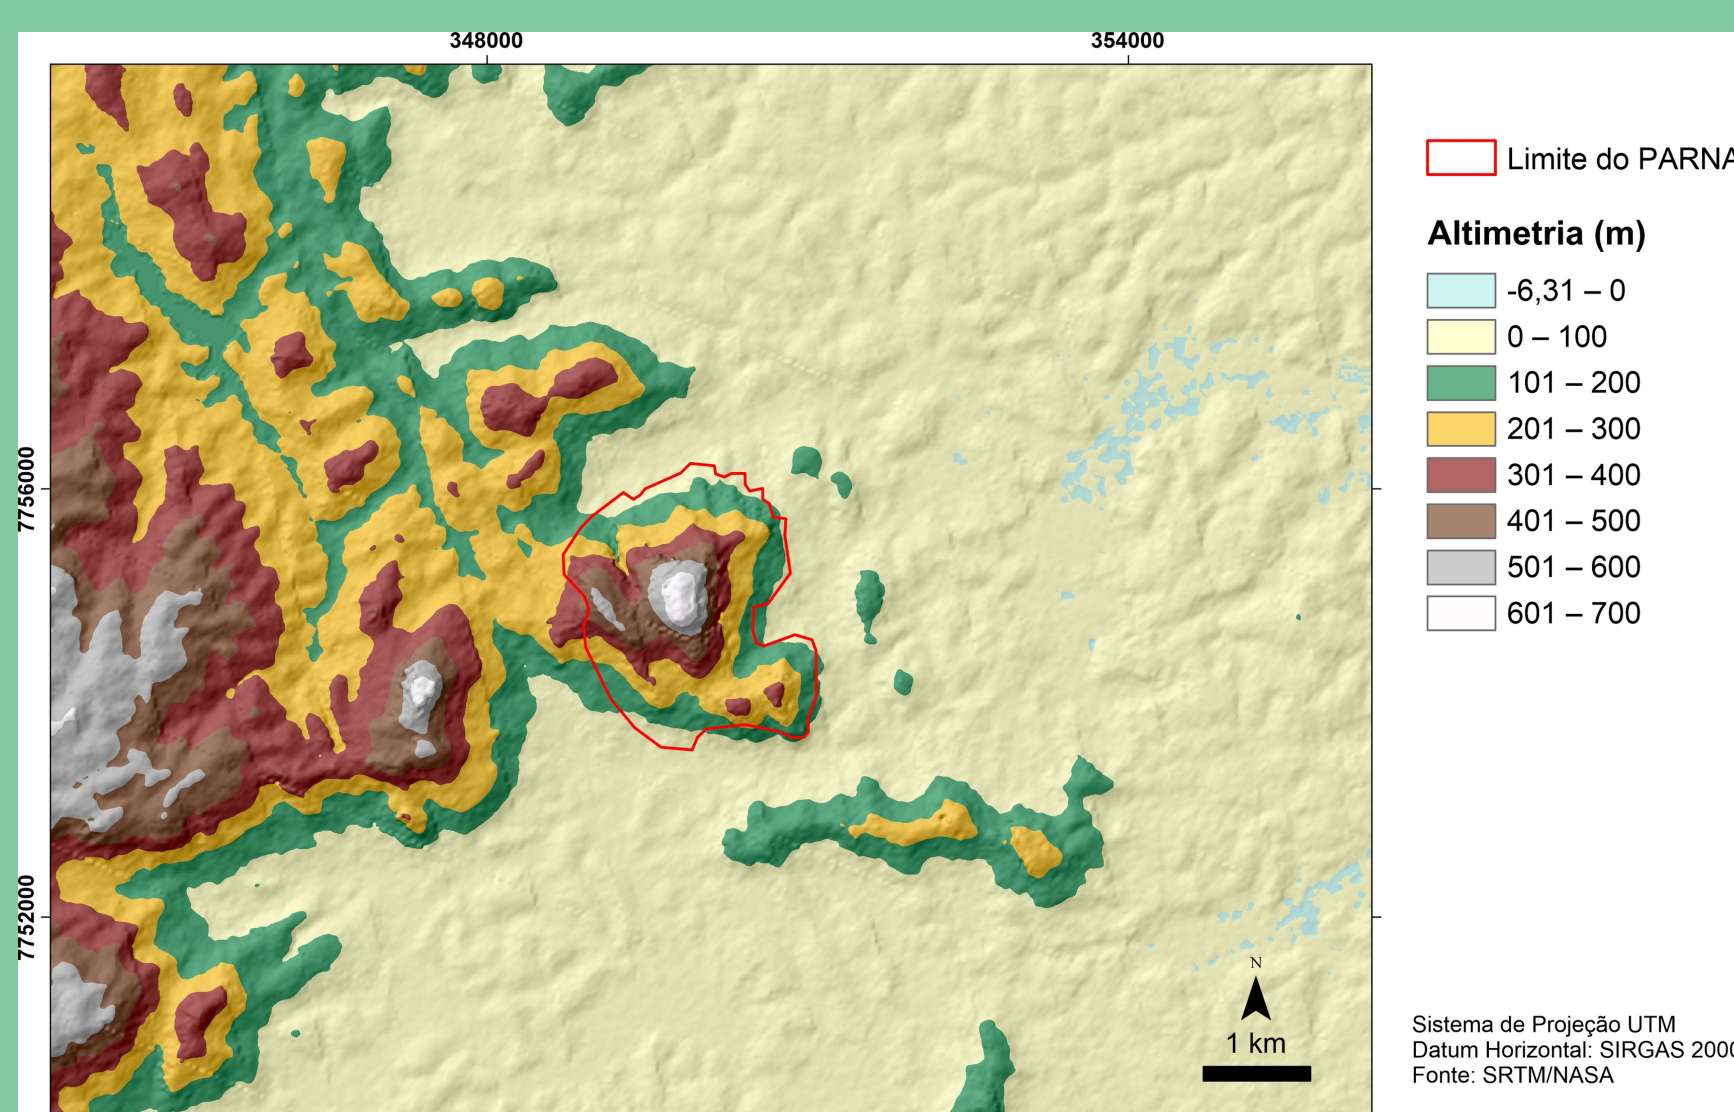 348000
354000
7756000
7752000
Limite do PARNA
Altimetria (m)
-6,31 – 0
0 – 100
101 – 200
201 – 300
301 – 400
401 – 500
501 – 600
601 – 700
N
1 km
Sistema de Projeção UTM
Datum Horizontal: SIRGAS 2000
Fonte: SRTM/NASA